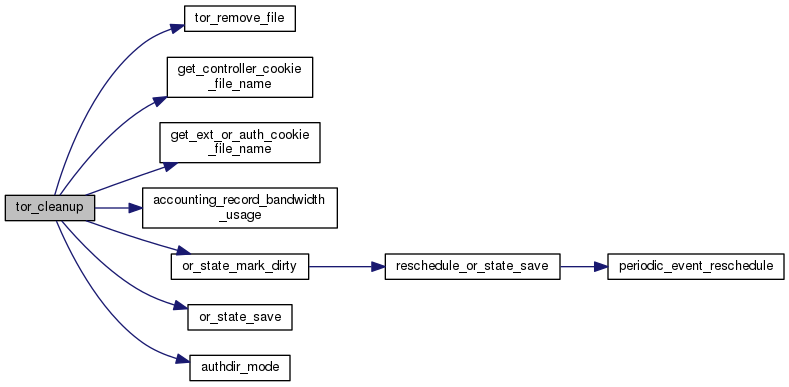 tor_remove_file
get_controller_cookie
_file_name
get_ext_or_auth_cookie
_file_name
tor_cleanup
accounting_record_bandwidth
_usage
or_state_mark_dirty
reschedule_or_state_save
periodic_event_reschedule
or_state_save
authdir_mode